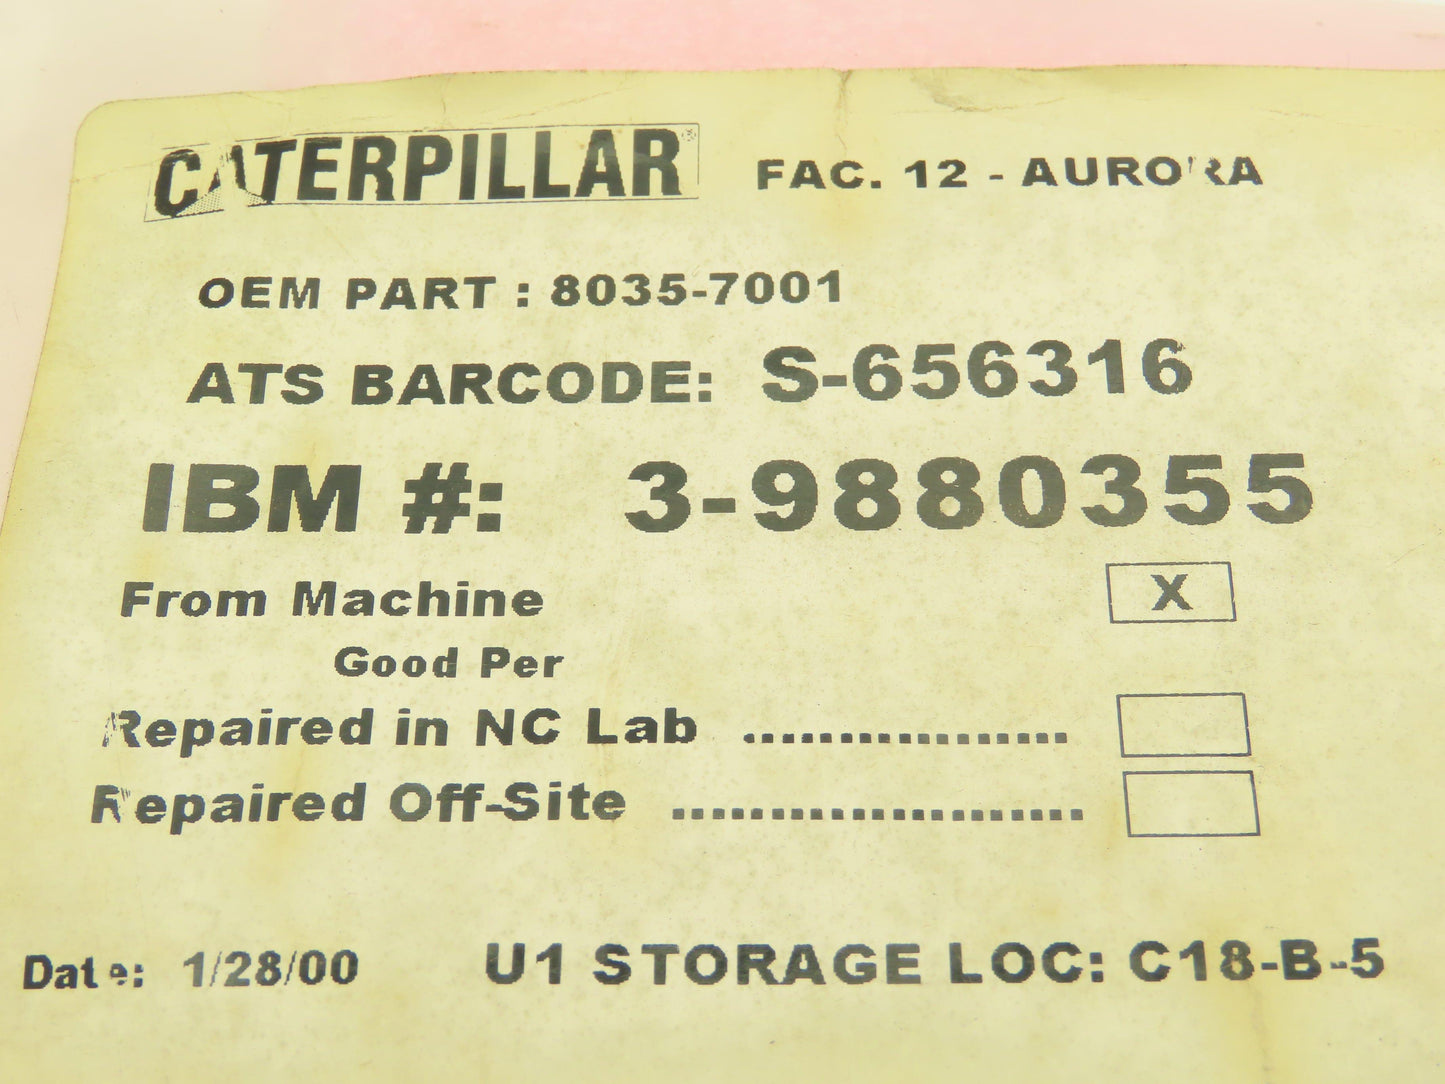 CATERPILLAR® FAC. 12 - AURORA
OEM PART : 8035-7001
ATS BARCODE: S-656316
IBM #: 3-9880355
From Machine X
Good Per
Repaired in NC Lab .................
Repaired Off-Site .....................
Date: 1/28/00 U1 STORAGE LOC: C18-B-5